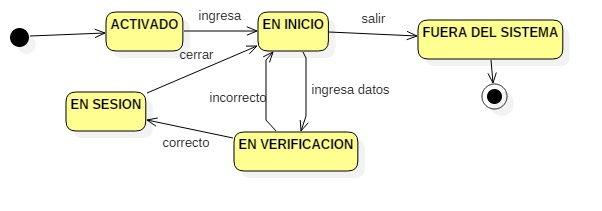 ACTIVADO
ingresa
EN INICIO
salir
FUERA DEL SISTEMA
cerrar
EN SESION
incorrecto
ingresa datos
correcto
EN VERIFICACION